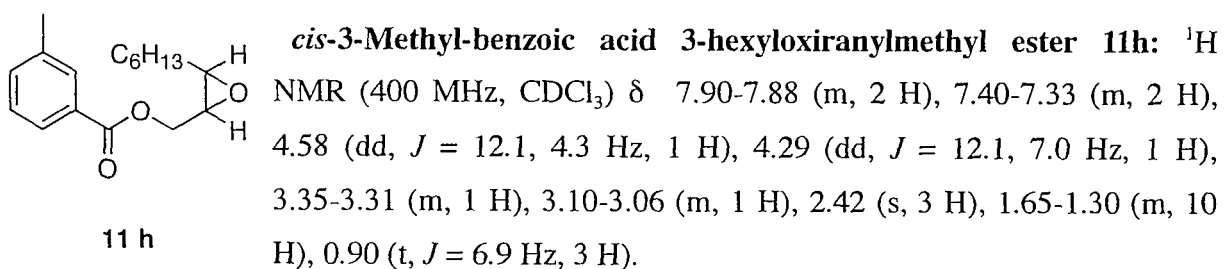 cis-3-Methyl-benzoic acid 3-hexyloxiranylmethyl ester 11h: ¹H
NMR (400 MHz, CDCl₃) δ 7.90-7.88 (m, 2 H), 7.40-7.33 (m, 2 H),
4.58 (dd, J = 12.1, 4.3 Hz, 1 H), 4.29 (dd, J = 12.1, 7.0 Hz, 1 H),
3.35-3.31 (m, 1 H), 3.10-3.06 (m, 1 H), 2.42 (s, 3 H), 1.65-1.30 (m, 10
H), 0.90 (t, J = 6.9 Hz, 3 H).
C₆H₁₃ H
O
O H
O
11 h